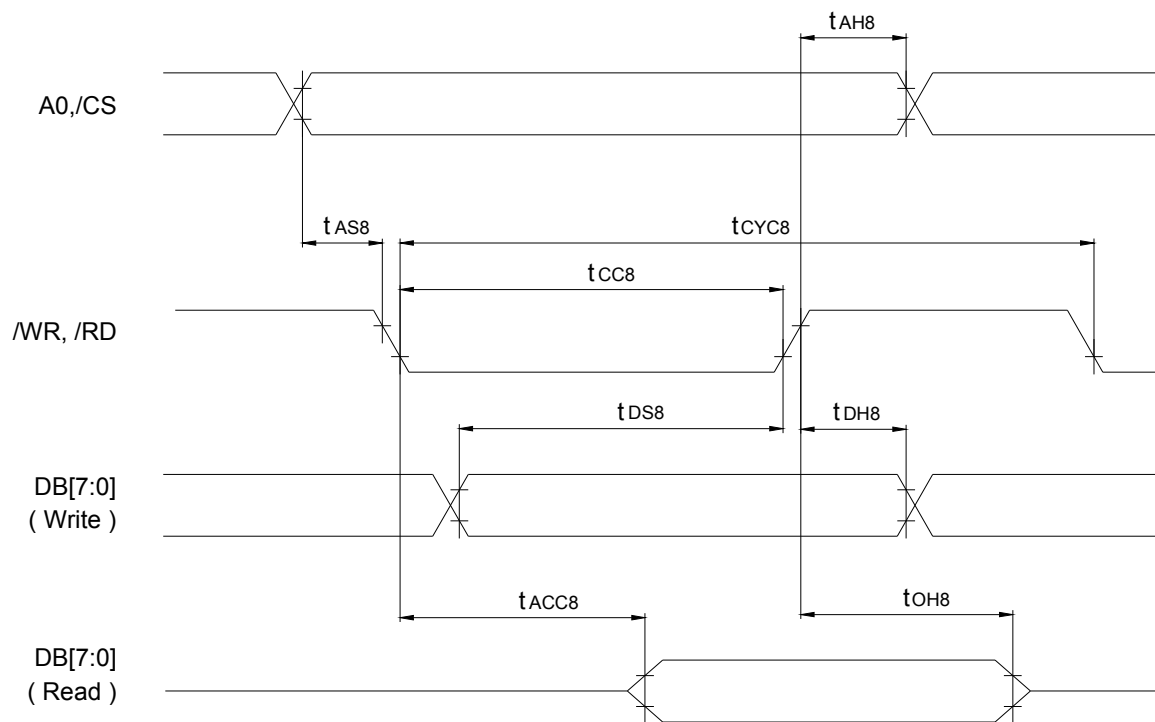 tAH8
A0,/CS
tAS8
tCYC8
tCC8
/WR, /RD
tDS8
tDH8
DB[7:0]
( Write )
tACC8
tOH8
DB[7:0]
( Read )